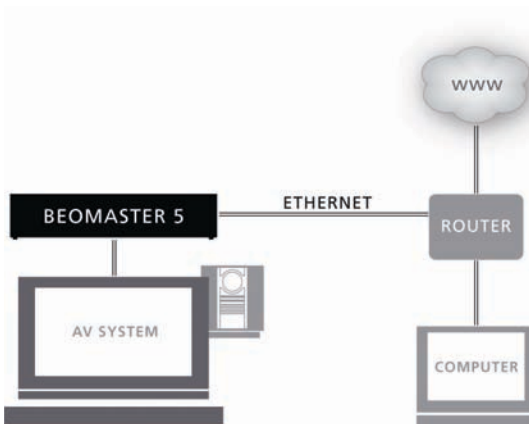 WWW
BEOMASTER 5
ETHERNET
ROUTER
AV SYSTEM
COMPUTER